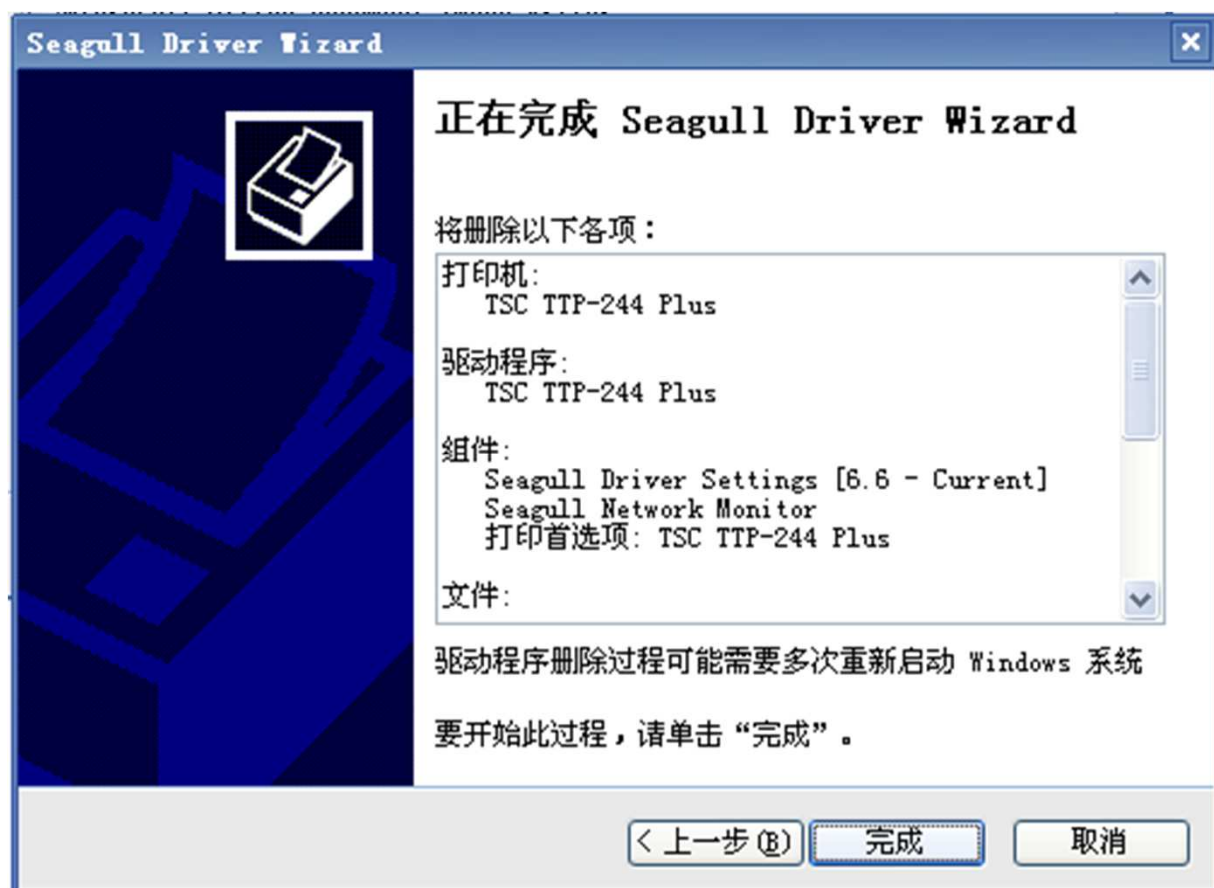 Seagull Driver Wizard
正在完成 Seagull Driver Wizard
将删除以下各项：
打印机:
TSC TTP-244 Plus
驱动程序:
TSC TTP-244 Plus
组件:
Seagull Driver Settings [6.6 - Current]
Seagull Network Monitor
打印首选项: TSC TTP-244 Plus
文件:
驱动程序删除过程可能需要多次重新启动 Windows 系统
要开始此过程，请单击“完成”。
< 上一步(B)
完成
取消